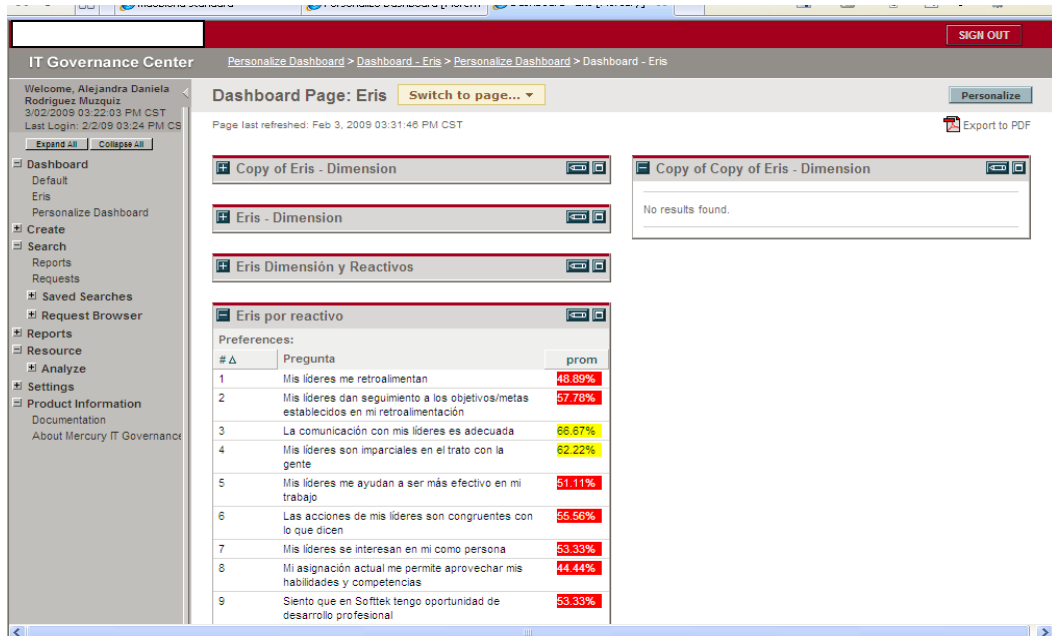 SIGN OUT
IT Governance Center
Personalize Dashboard > Dashboard - Eris > Personalize Dashboard > Dashboard - Eris
Welcome, Alejandra Daniela
Rodriguez Muzquiz
3/02/2009 03:22:03 PM CST
Last Login: 2/2/09 03:24 PM CS
Expand All Collapse All
Dashboard
Default
Eris
Personalize Dashboard
Create
Search
Reports
Requests
Saved Searches
Request Browser
Reports
Resource
Analyze
Settings
Product Information
Documentation
About Mercury IT Governance
Dashboard Page: Eris Switch to page...
Personalize
Page last refreshed: Feb 3, 2009 03:31:46 PM CST
Export to PDF
Copy of Eris - Dimension
Eris - Dimension
Eris Dimensión y Reactivos
Eris por reactivo
Preferences:
# Pregunta prom
1 Mis líderes me retroalimentan 48.89%
2 Mis líderes dan seguimiento a los objetivos/metas
establecidos en mi retroalimentación 57.78%
3 La comunicación con mis líderes es adecuada 66.67%
4 Mis líderes son imparciales en el trato con la
gente 62.22%
5 Mis líderes me ayudan a ser más efectivo en mi
trabajo 51.11%
6 Las acciones de mis líderes son congruentes con
lo que dicen 55.56%
7 Mis líderes se interesan en mi como persona 53.33%
8 Mi asignación actual me permite aprovechar mis
habilidades y competencias 44.44%
9 Siento que en Softtek tengo oportunidad de
desarrollo profesional 53.33%
Copy of Copy of Eris - Dimension
No results found.